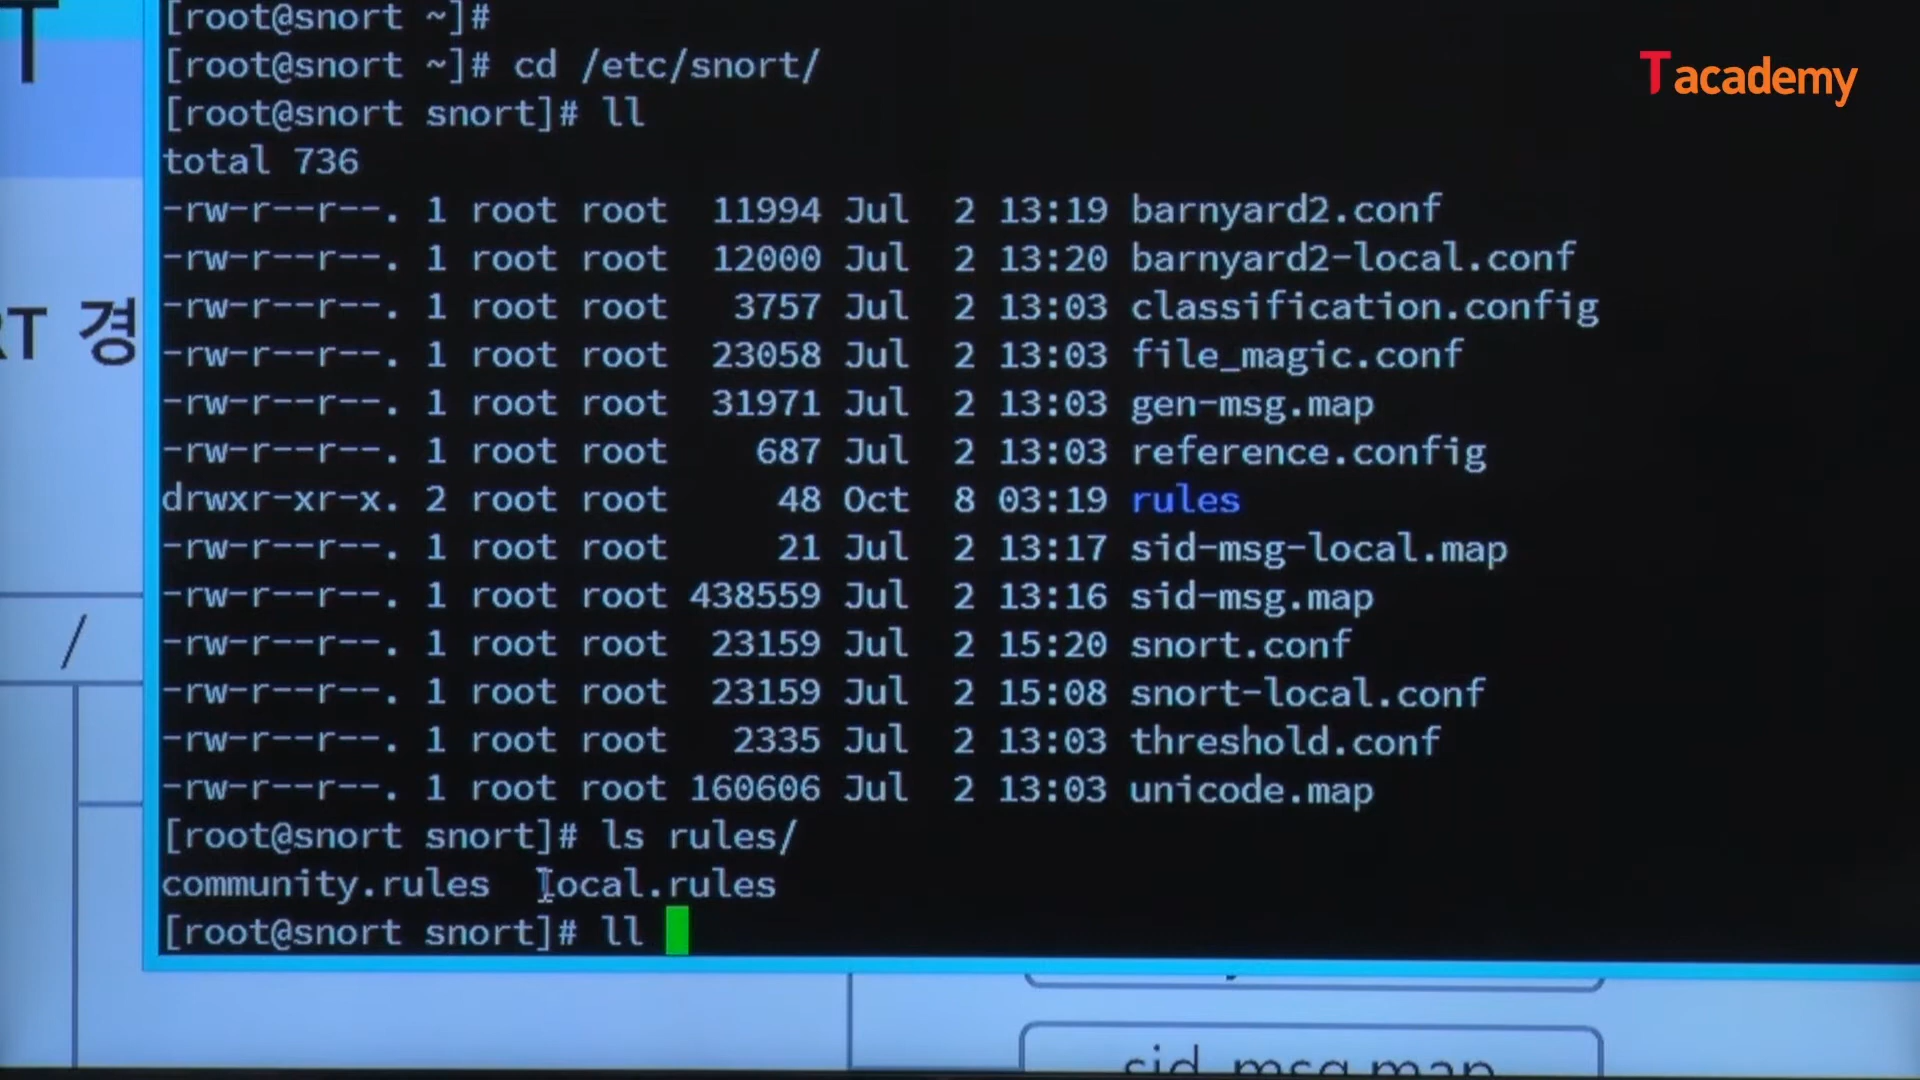 [root@snort ~]#
[root@snort ~]# cd /etc/snort/
[root@snort snort]# ll
total 736
-rw-r--r--. 1 root root  11994 Jul  2 13:19 barnyard2.conf
-rw-r--r--. 1 root root  12000 Jul  2 13:20 barnyard2-local.conf
-rw-r--r--. 1 root root   3757 Jul  2 13:03 classification.config
-rw-r--r--. 1 root root  23058 Jul  2 13:03 file_magic.conf
-rw-r--r--. 1 root root  31971 Jul  2 13:03 gen-msg.map
-rw-r--r--. 1 root root    687 Jul  2 13:03 reference.config
drwxr-xr-x. 2 root root     48 Oct  8 03:19 rules
-rw-r--r--. 1 root root     21 Jul  2 13:17 sid-msg-local.map
-rw-r--r--. 1 root root 438559 Jul  2 13:16 sid-msg.map
-rw-r--r--. 1 root root  23159 Jul  2 15:20 snort.conf
-rw-r--r--. 1 root root  23159 Jul  2 15:08 snort-local.conf
-rw-r--r--. 1 root root   2335 Jul  2 13:03 threshold.conf
-rw-r--r--. 1 root root 160606 Jul  2 13:03 unicode.map
[root@snort snort]# ls rules/
community.rules  local.rules
[root@snort snort]# ll
Tacademy
T
RT 경
/
sid_msg.map